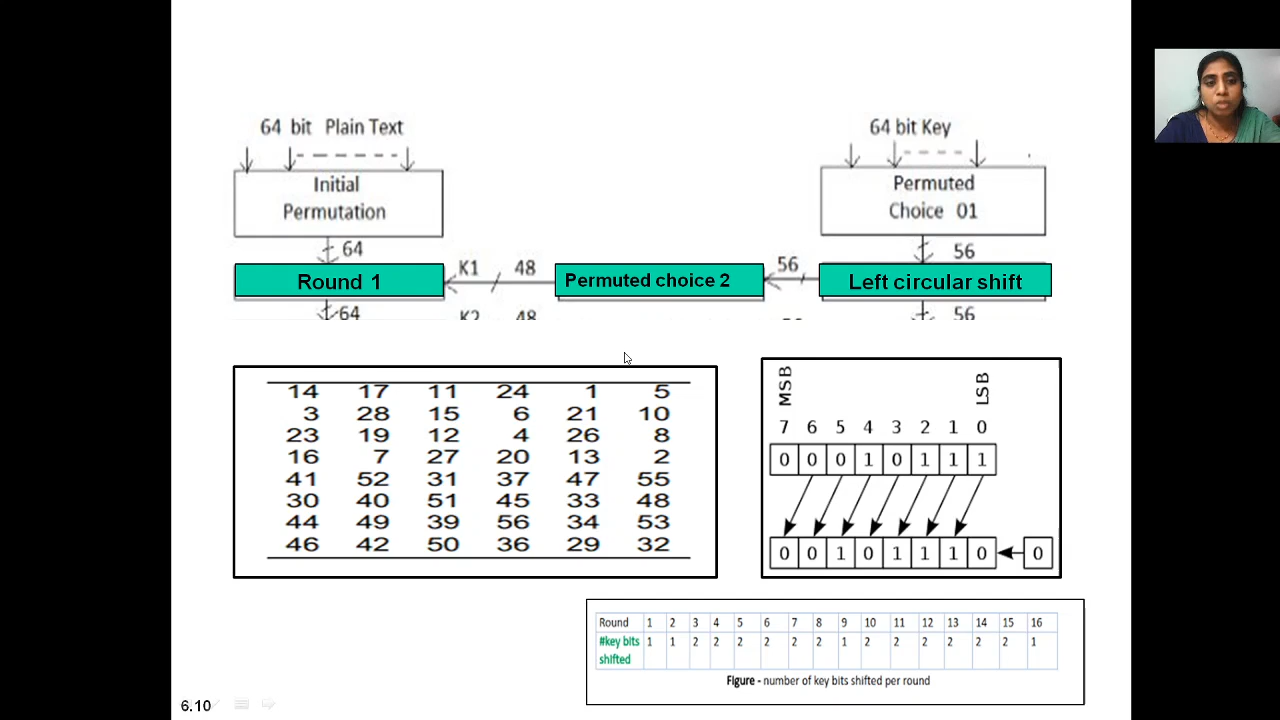 64 bit Plain Text
64 bit Key
Initial
Permutation
Permuted
Choice 01
64
56
Round 1
K1
48
Permuted choice 2
56
Left circular shift
64
K2
48
56
14 17 11 24 1 5
3 28 15 6 21 10
23 19 12 4 26 8
16 7 27 20 13 2
41 52 31 37 47 55
30 40 51 45 33 48
44 49 39 56 34 53
46 42 50 36 29 32
MSB
LSB
7 6 5 4 3 2 1 0
0 0 0 1 0 1 1 1
0 0 1 0 1 1 1 0 0
Round 1 2 3 4 5 6 7 8 9 10 11 12 13 14 15 16
#key bits 1 1 2 2 2 2 2 2 1 2 2 2 2 2 2 1
shifted
Figure - number of key bits shifted per round
6.10